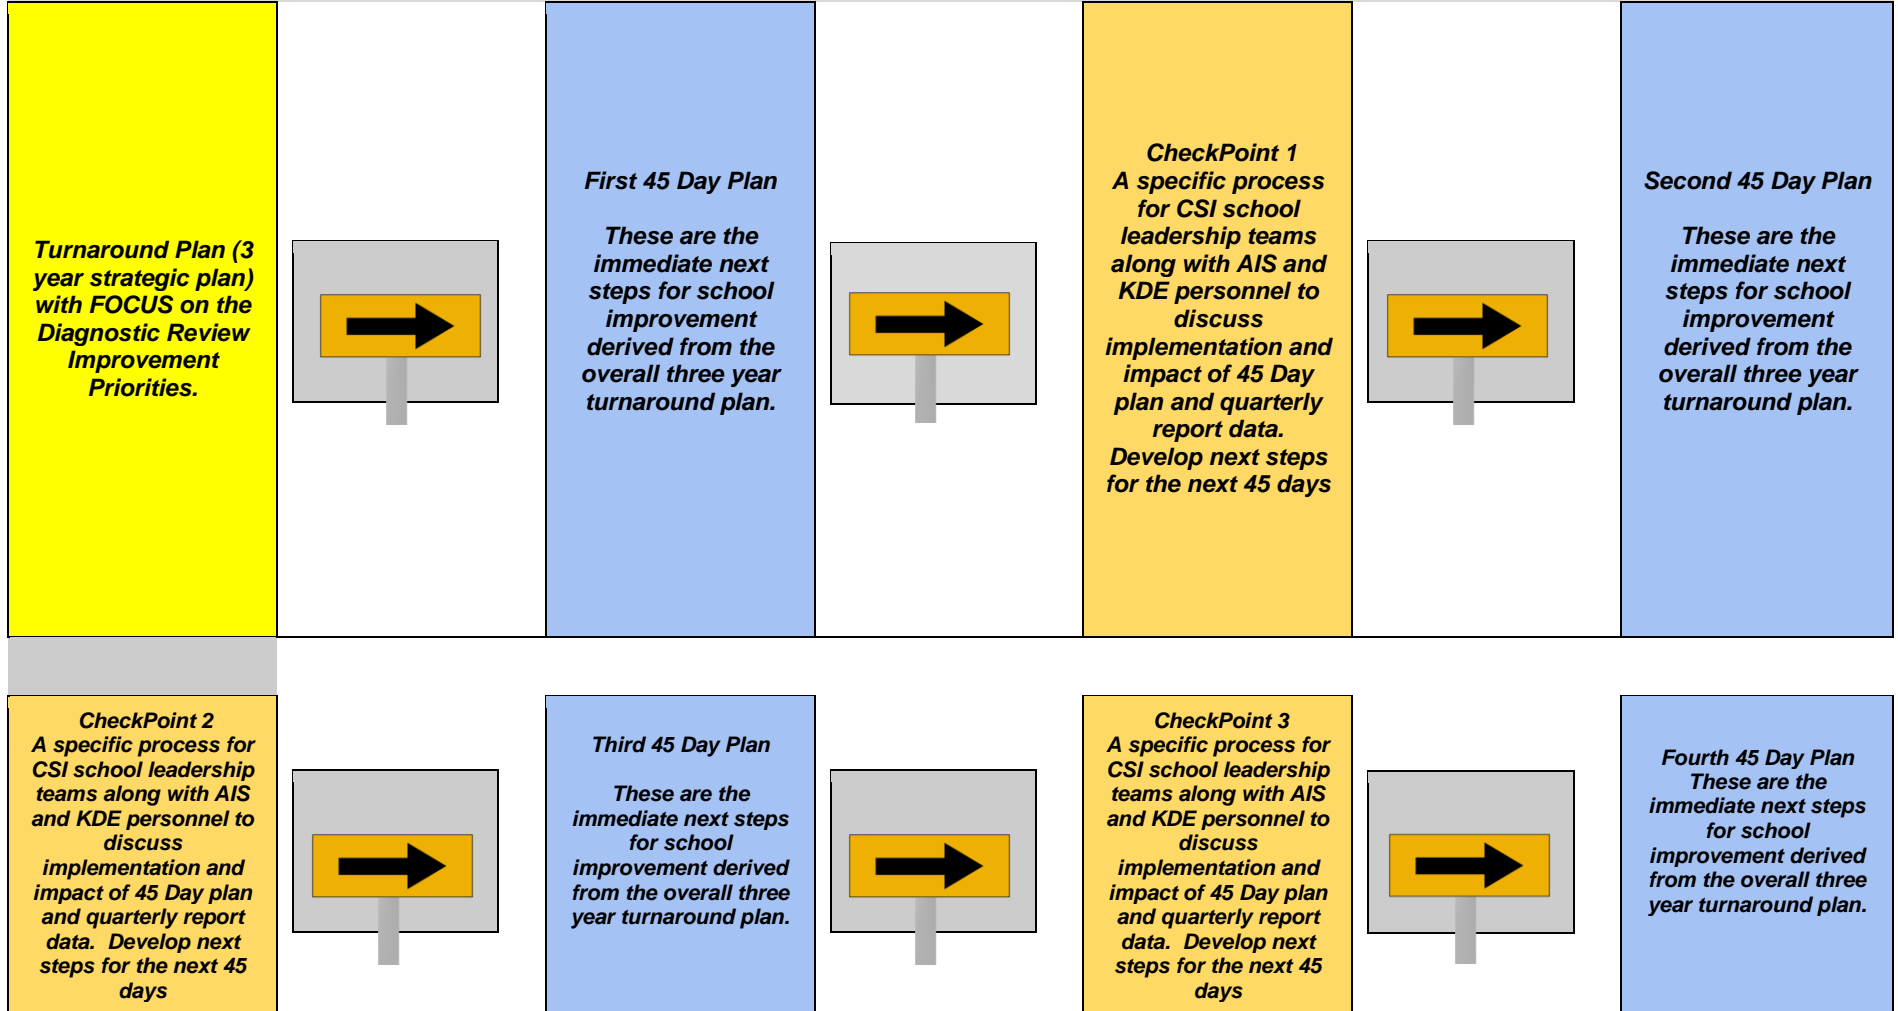 Turnaround Plan (3
year strategic plan)
with FOCUS on the
Diagnostic Review
Improvement
Priorities.
First 45 Day Plan
These are the
immediate next
steps for school
improvement
derived from the
overall three year
turnaround plan.
CheckPoint 1
A specific process
for CSI school
leadership teams
along with AIS and
KDE personnel to
discuss
implementation and
impact of 45 Day
plan and quarterly
report data.
Develop next steps
for the next 45 days
Second 45 Day Plan
These are the
immediate next
steps for school
improvement
derived from the
overall three year
turnaround plan.
CheckPoint 2
A specific process for
CSI school leadership
teams along with AIS
and KDE personnel to
discuss
implementation and
impact of 45 Day plan
and quarterly report
data.  Develop next
steps for the next 45
days
Third 45 Day Plan
These are the
immediate next steps
for school
improvement derived
from the overall three
year turnaround plan.
CheckPoint 3
A specific process for
CSI school leadership
teams along with AIS
and KDE personnel to
discuss
implementation and
impact of 45 Day plan
and quarterly report
data.  Develop next
steps for the next 45
days
Fourth 45 Day Plan
These are the
immediate next steps
for school
improvement derived
from the overall three
year turnaround plan.